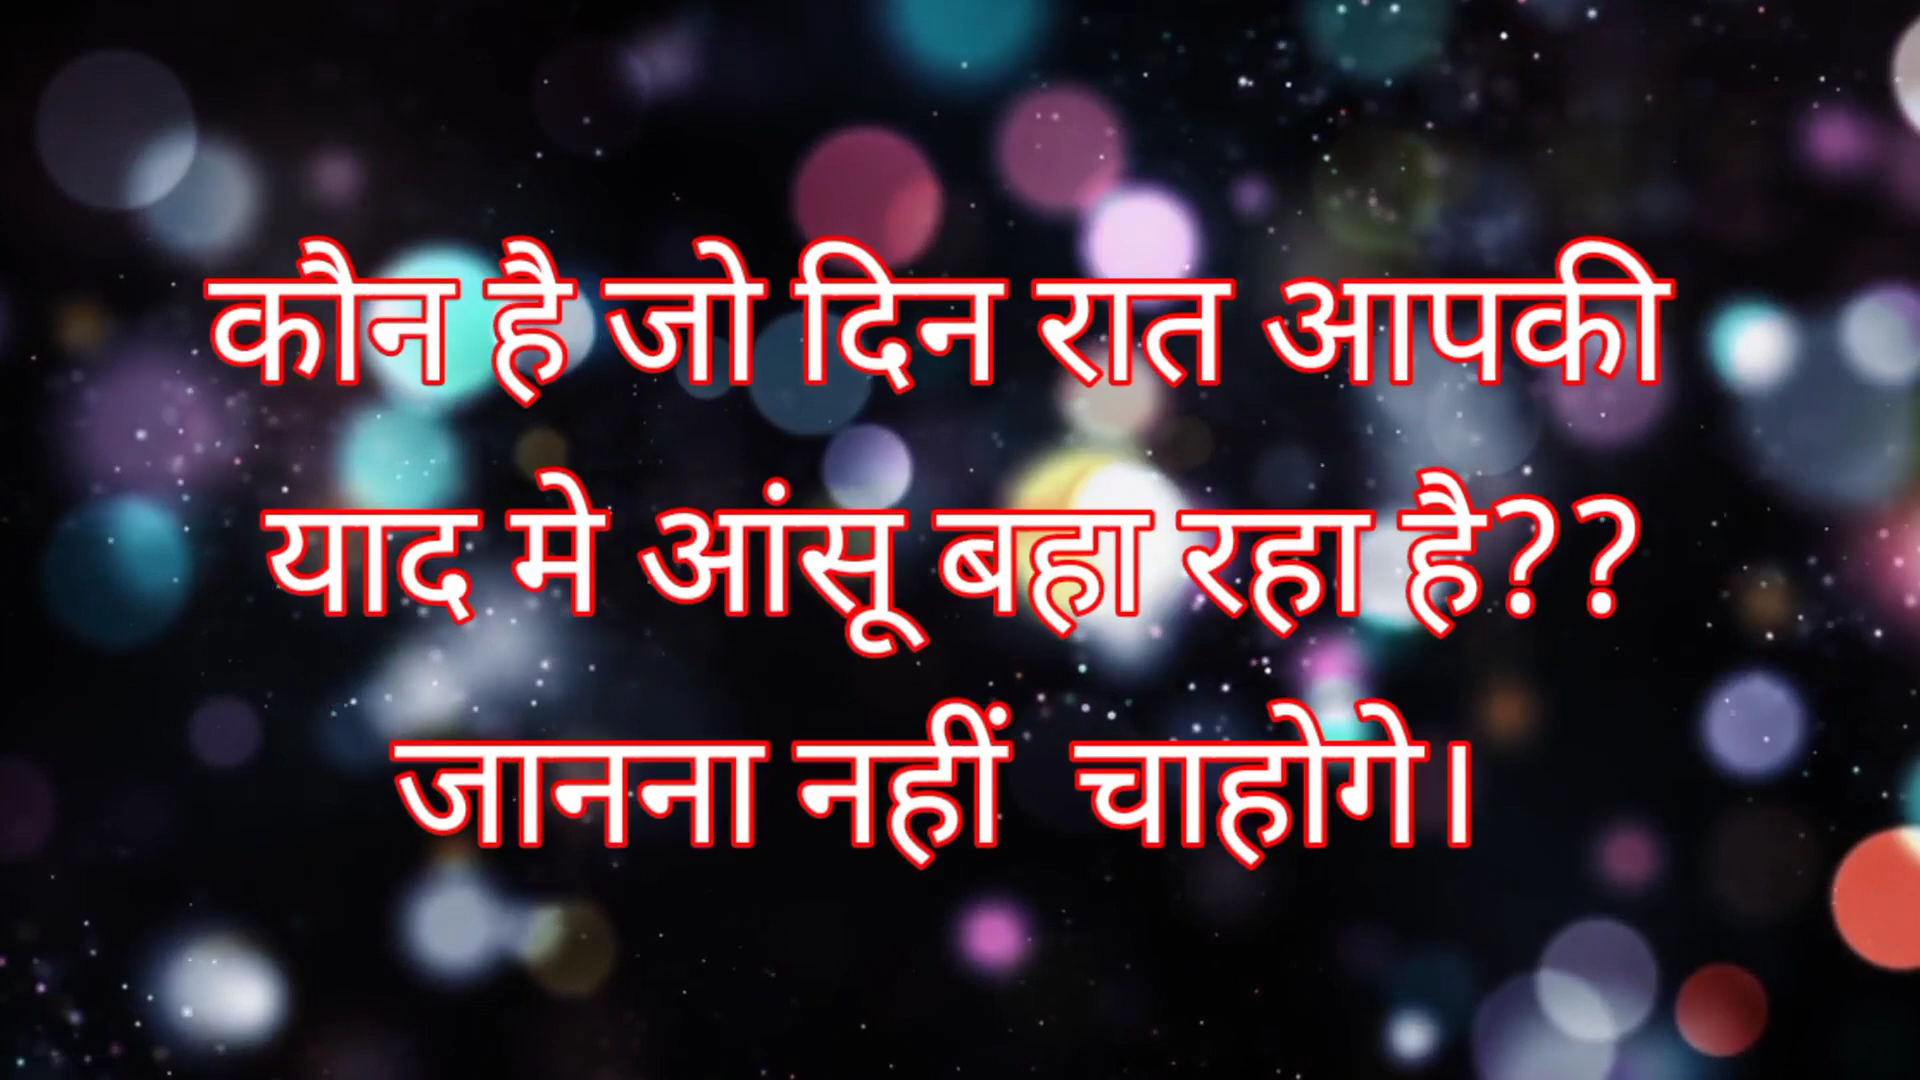 कौन है जो दिन रात आपकी
याद मे आंसू बहा रहा है??
जानना नहीं चाहोगे।